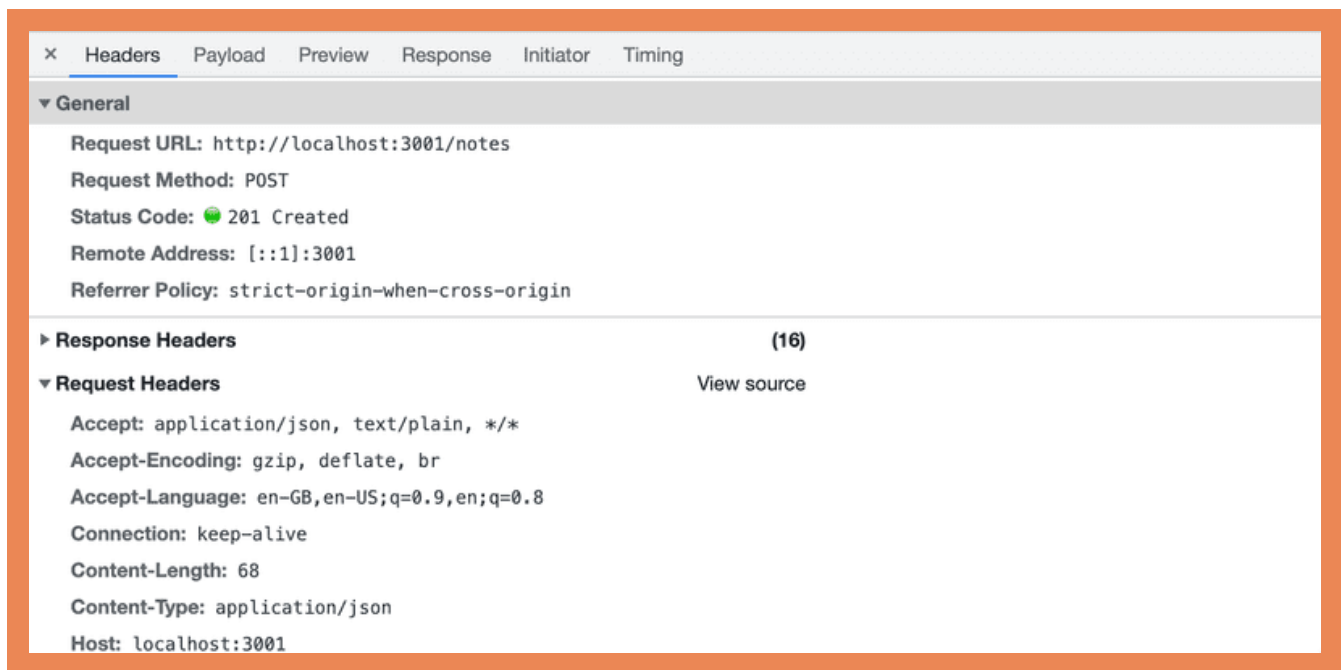 × Headers Payload Preview Response Initiator Timing
General
Request URL: http://localhost:3001/notes
Request Method: POST
Status Code: 201 Created
Remote Address: [::1]:3001
Referrer Policy: strict-origin-when-cross-origin
Response Headers (16)
Request Headers View source
Accept: application/json, text/plain, */*
Accept-Encoding: gzip, deflate, br
Accept-Language: en-GB,en-US;q=0.9,en;q=0.8
Connection: keep-alive
Content-Length: 68
Content-Type: application/json
Host: localhost:3001